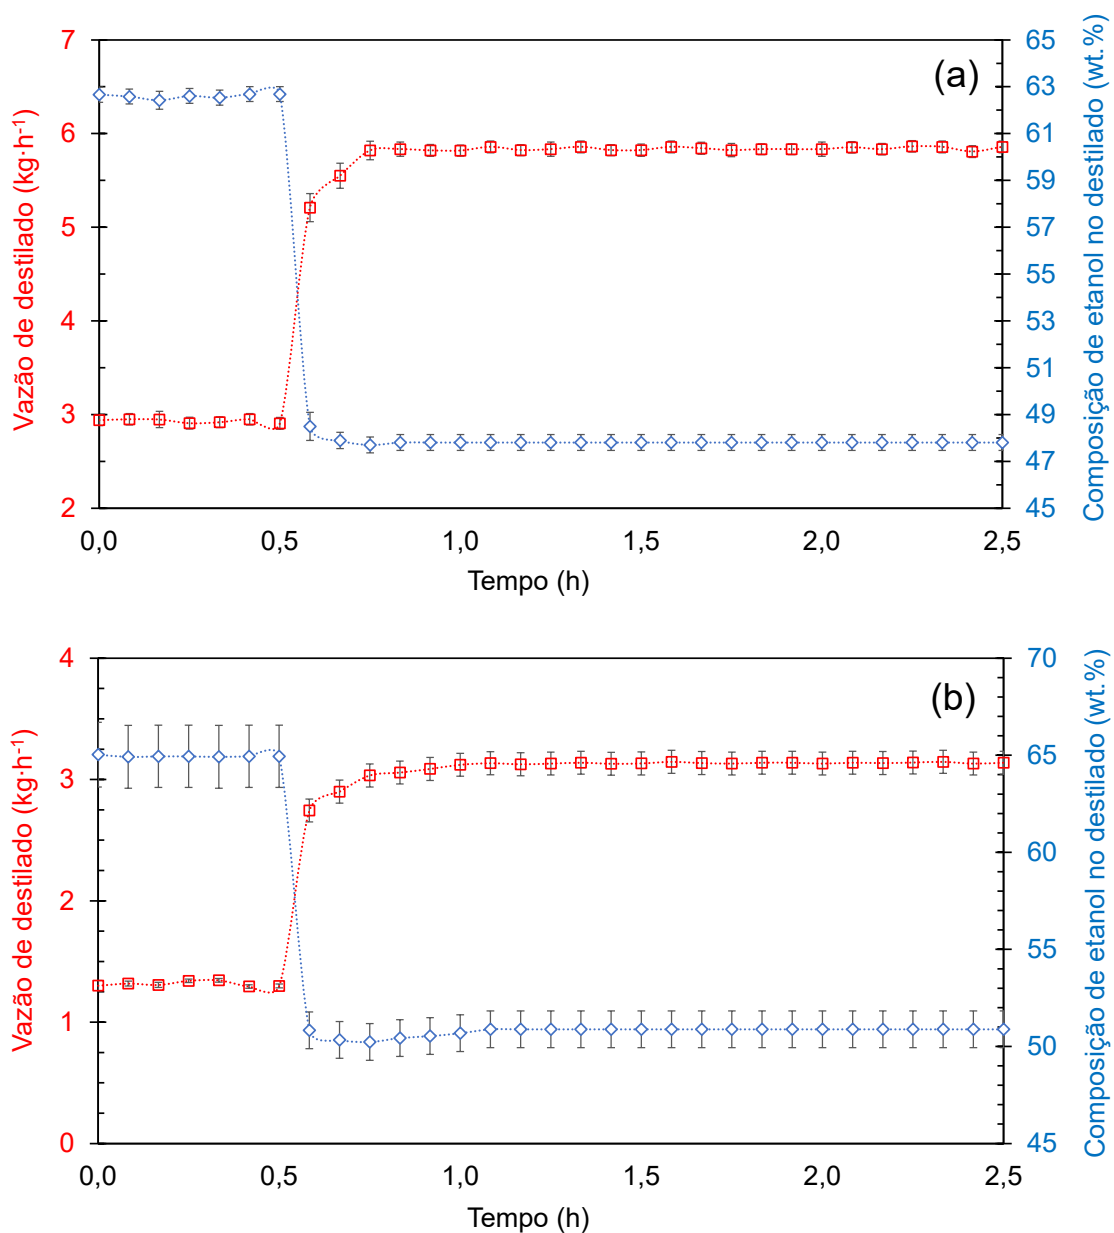 (a)
Vazão de destilado (kg·h⁻¹)
7
6
5
4
3
2
65
63
61
59
57
55
53
51
49
47
45
Composição de etanol no destilado (wt.%)
0,0 0,5 1,0 1,5 2,0 2,5
Tempo (h)
(b)
Vazão de destilado (kg·h⁻¹)
4
3
2
1
0
70
65
60
55
50
45
Composição de etanol no destilado (wt.%)
0,0 0,5 1,0 1,5 2,0 2,5
Tempo (h)